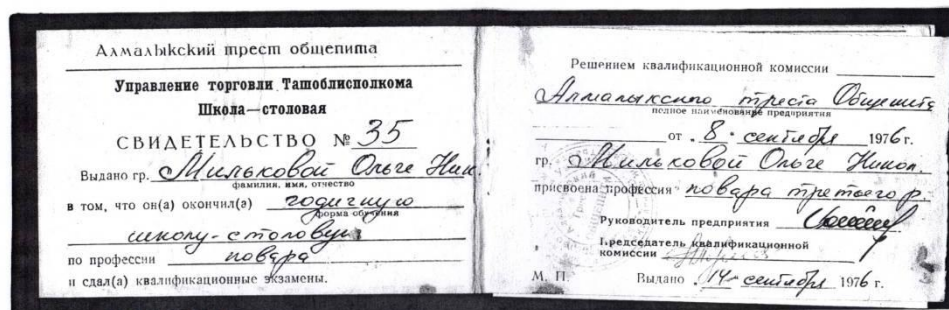 Алмалыкский трест общепита
Управление торговли Ташоблисполкома
Школа—столовая
СВИДЕТЕЛЬСТВО № 35
Выдано гр. Мильковой Ольге Ник.
фамилия, имя, отчество
в том, что он(а) окончил(а) годичную
форма обучения
школу-столовую
по профессии повара
и сдал(а) квалификационные экзамены.
Решением квалификационной комиссии
Алмалыкского треста Общепита
полное наименование предприятия
от 8 сентября 1976 г.
гр. Мильковой Ольге Никол.
присвоена профессия повара третьего р.
Руководитель предприятия
Председатель квалификационной
комиссии
М. П. Выдано 14 сентября 1976 г.